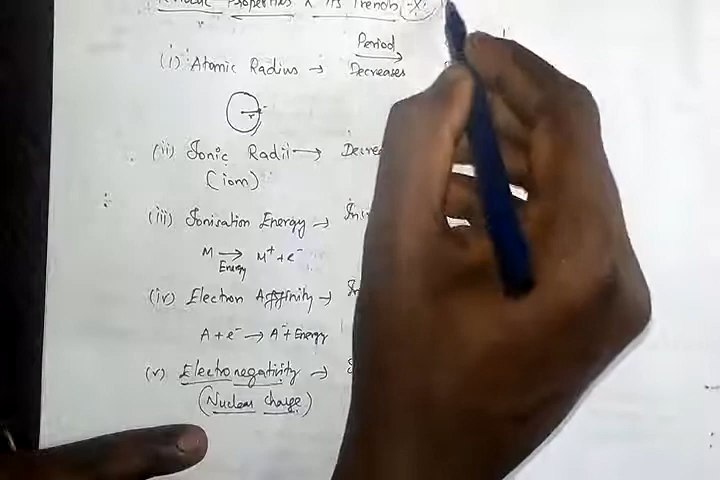 Properties & its Trends
Period
(i) Atomic Radius → Decreases
r
(ii) Ionic Radii →
(ion)
(iii) Ionisation Energy →
M → M⁺ + e⁻
Energy
(iv) Electron Affinity →
A + e⁻ → A⁻ + Energy
(v) Electronegativity →
(Nuclear charge)